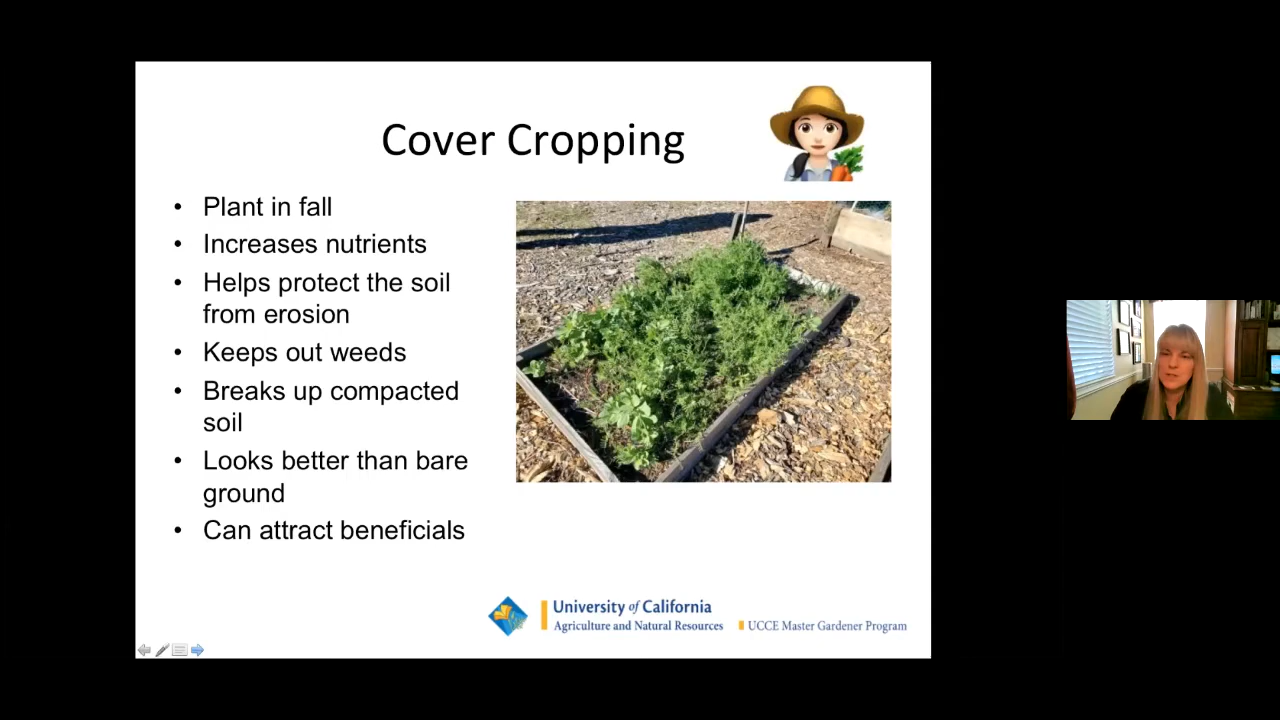 Cover Cropping
• Plant in fall
• Increases nutrients
• Helps protect the soil
from erosion
• Keeps out weeds
• Breaks up compacted
soil
• Looks better than bare
ground
• Can attract beneficials
University of California
Agriculture and Natural Resources
UCCE Master Gardener Program